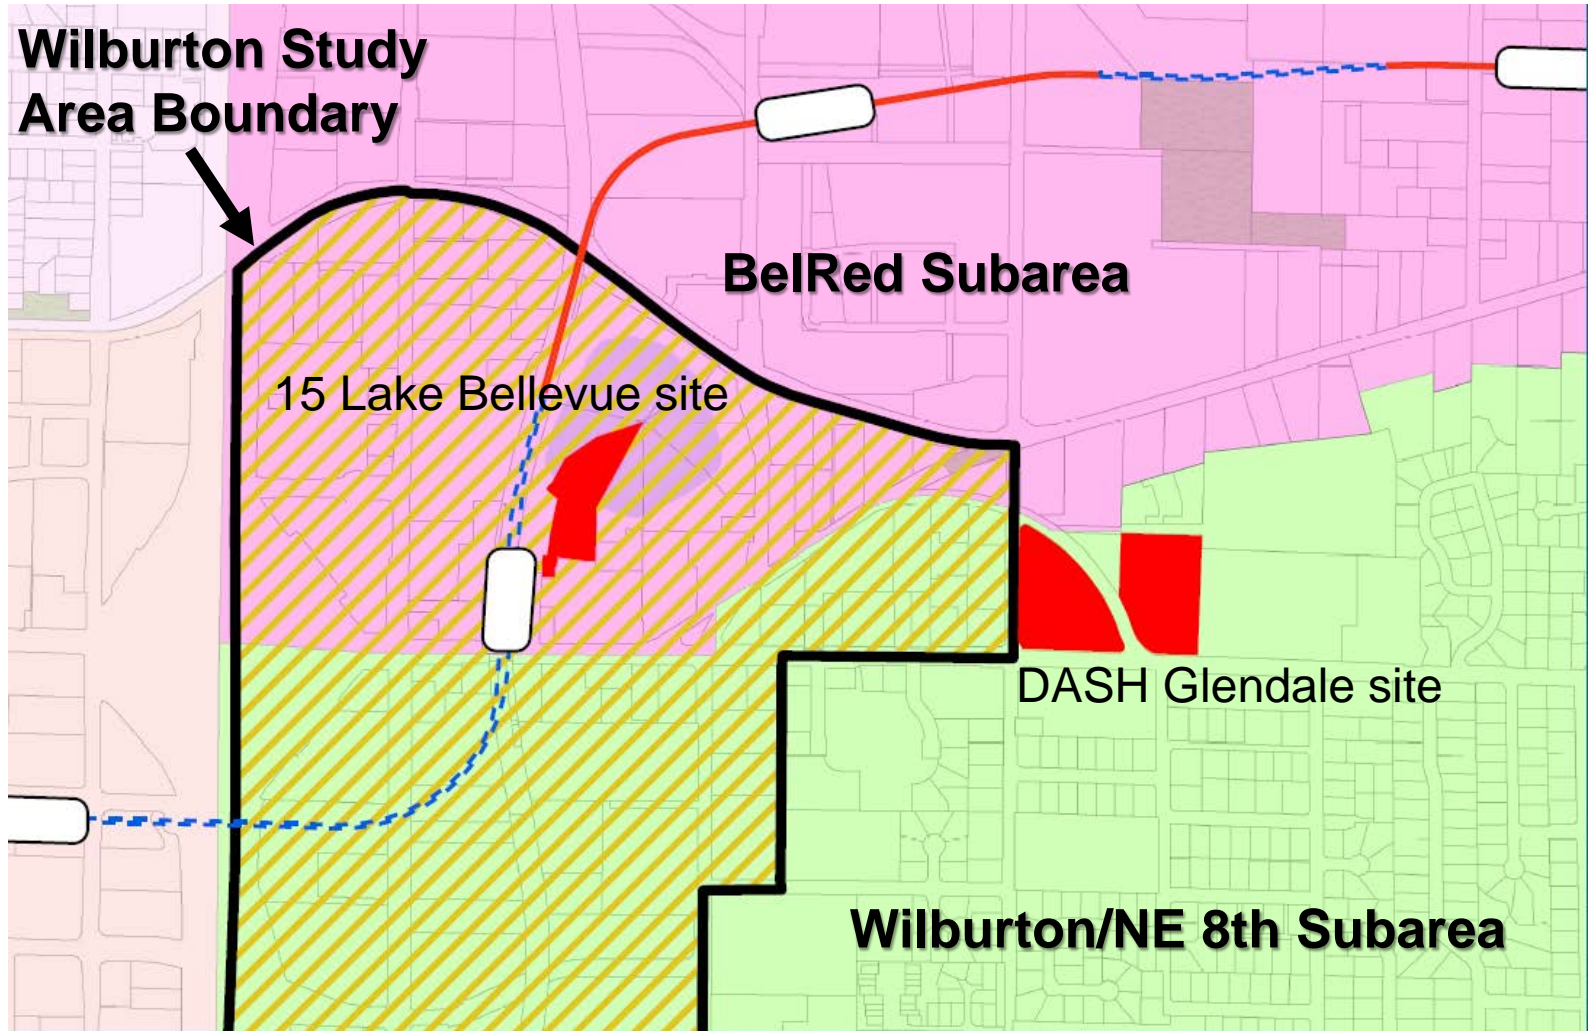 Wilburton Study
Area Boundary
BelRed Subarea
15 Lake Bellevue site
DASH Glendale site
Wilburton/NE 8th Subarea